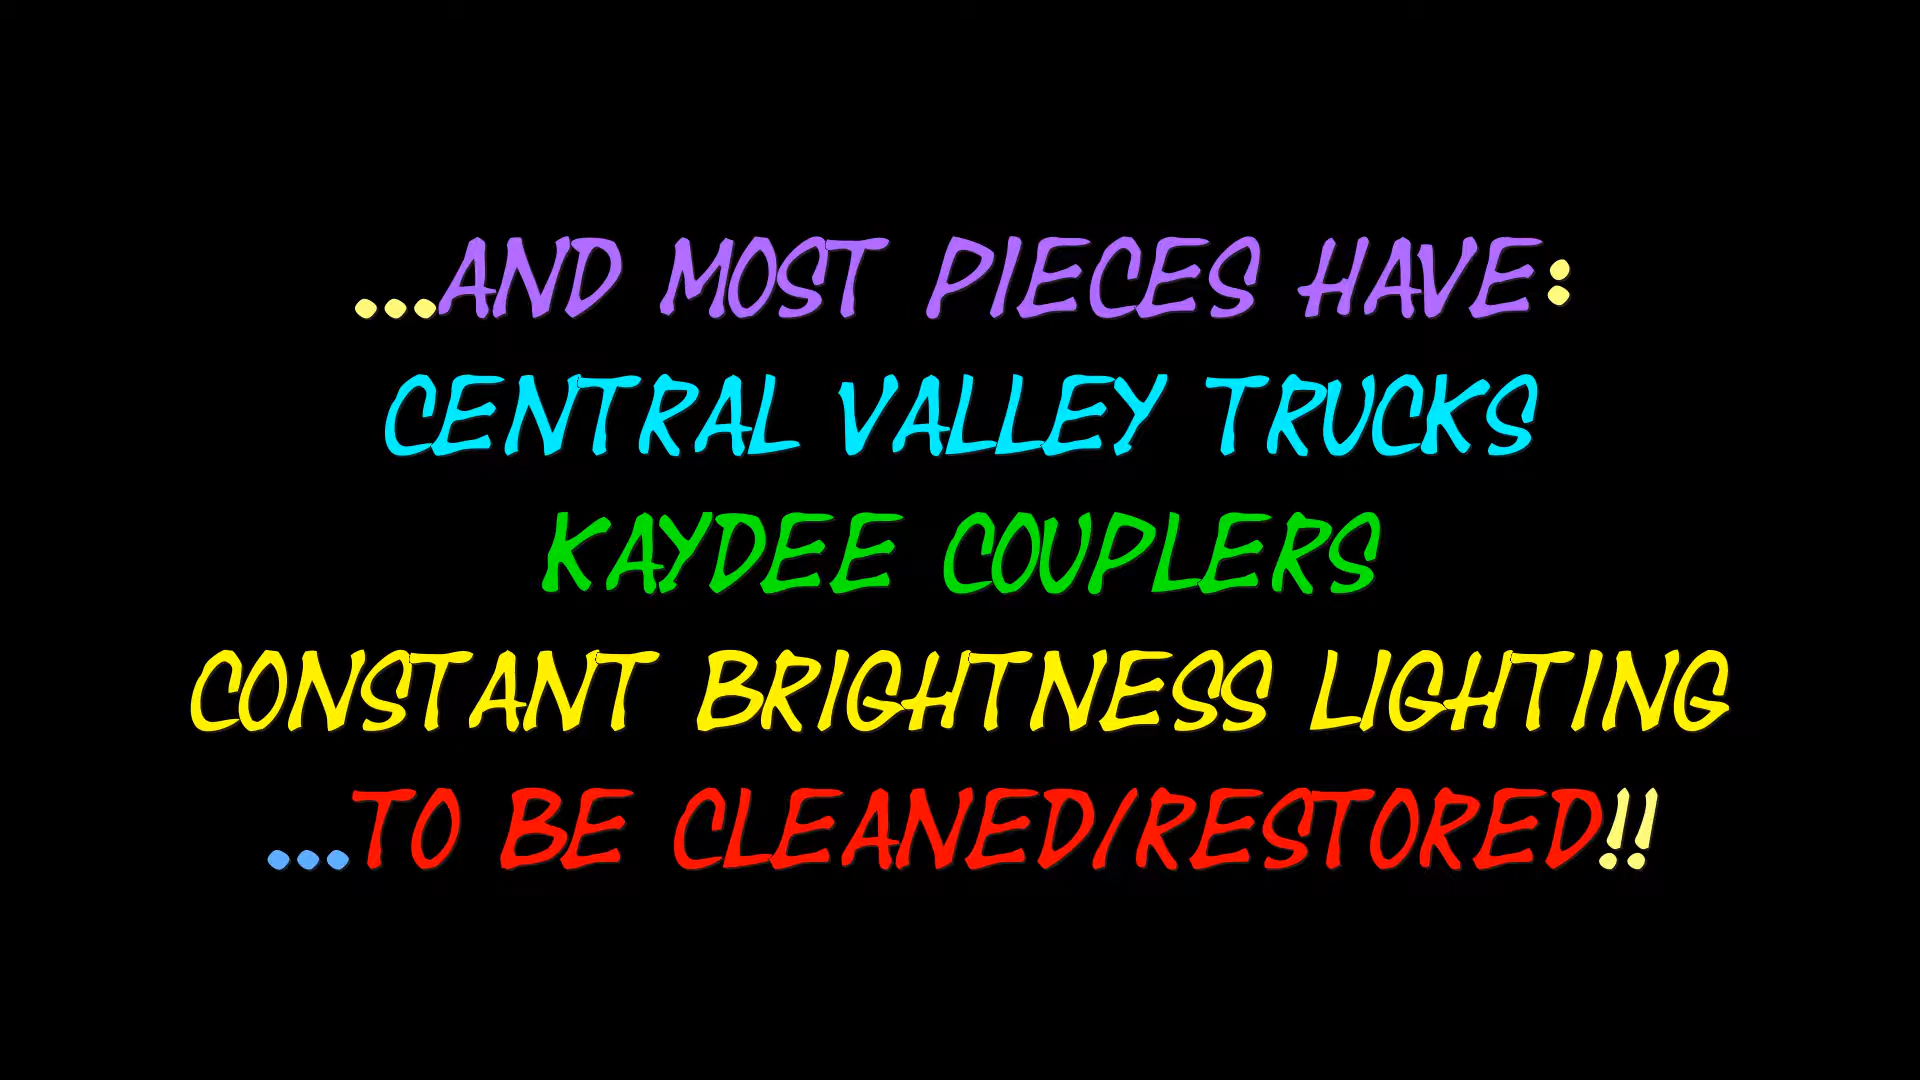 ...AND MOST PIECES HAVE:
CENTRAL VALLEY TRUCKS
KAYDEE COUPLERS
CONSTANT BRIGHTNESS LIGHTING
...TO BE CLEANED/RESTORED!!